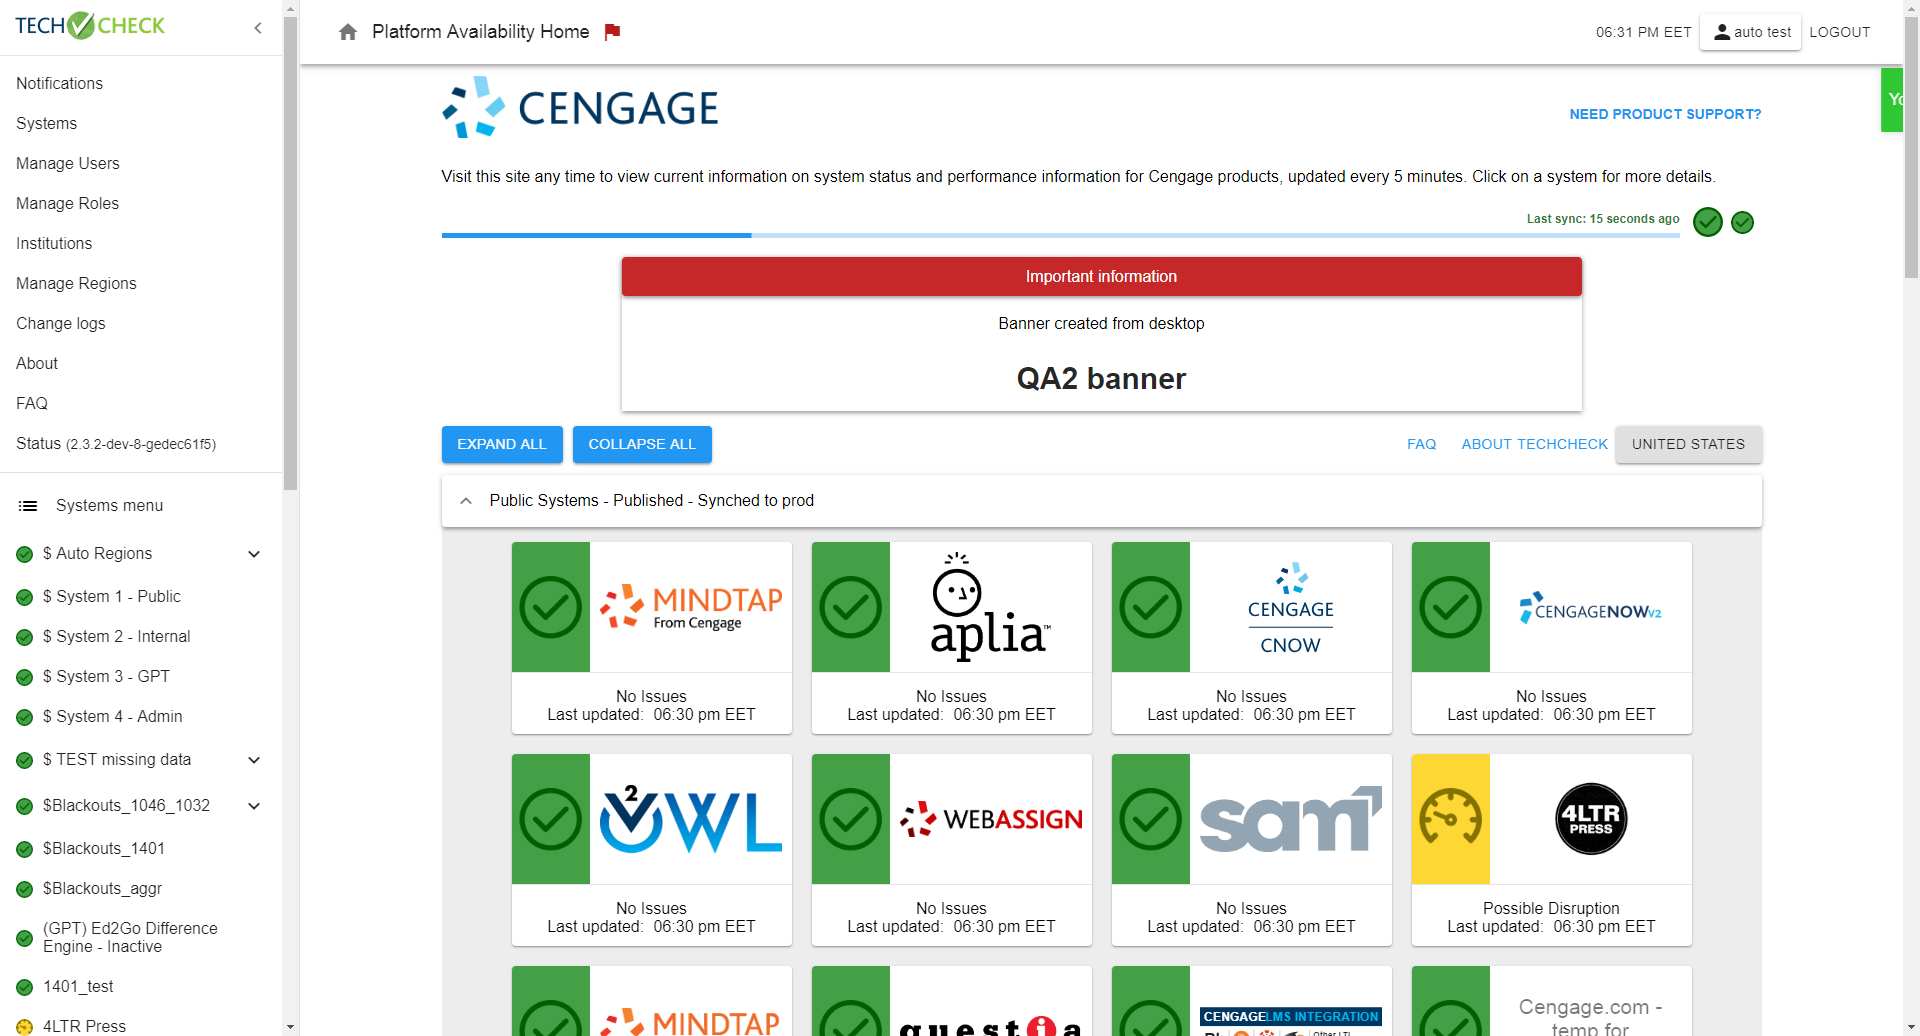 TECH CHECK
Notifications
Systems
Manage Users
Manage Roles
Institutions
Manage Regions
Change logs
About
FAQ
Status (2.3.2-dev-8-gedec61f5)
Systems menu
$ Auto Regions
$ System 1 - Public
$ System 2 - Internal
$ System 3 - GPT
$ System 4 - Admin
$ TEST missing data
$Blackouts_1046_1032
$Blackouts_1401
$Blackouts_aggr
(GPT) Ed2Go Difference
Engine - Inactive
1401_test
4LTR Press
Platform Availability Home
06:31 PM EET auto test LOGOUT
CENGAGE
NEED PRODUCT SUPPORT?
Visit this site any time to view current information on system status and performance information for Cengage products, updated every 5 minutes. Click on a system for more details.
Last sync: 15 seconds ago
Important information
Banner created from desktop
QA2 banner
EXPAND ALL COLLAPSE ALL FAQ ABOUT TECHCHECK UNITED STATES
Public Systems - Published - Synched to prod
MINDTAP
From Cengage
No Issues
Last updated: 06:30 pm EET
aplia™
No Issues
Last updated: 06:30 pm EET
CENGAGE
CNOW
No Issues
Last updated: 06:30 pm EET
CENGAGENOWv2
No Issues
Last updated: 06:30 pm EET
OWL
2
No Issues
Last updated: 06:30 pm EET
WEBASSIGN
No Issues
Last updated: 06:30 pm EET
sam
No Issues
Last updated: 06:30 pm EET
4LTR
PRESS
Possible Disruption
Last updated: 06:30 pm EET
MINDTAP
questia
CENGAGELMS INTEGRATION
Cengage.com -
temp for